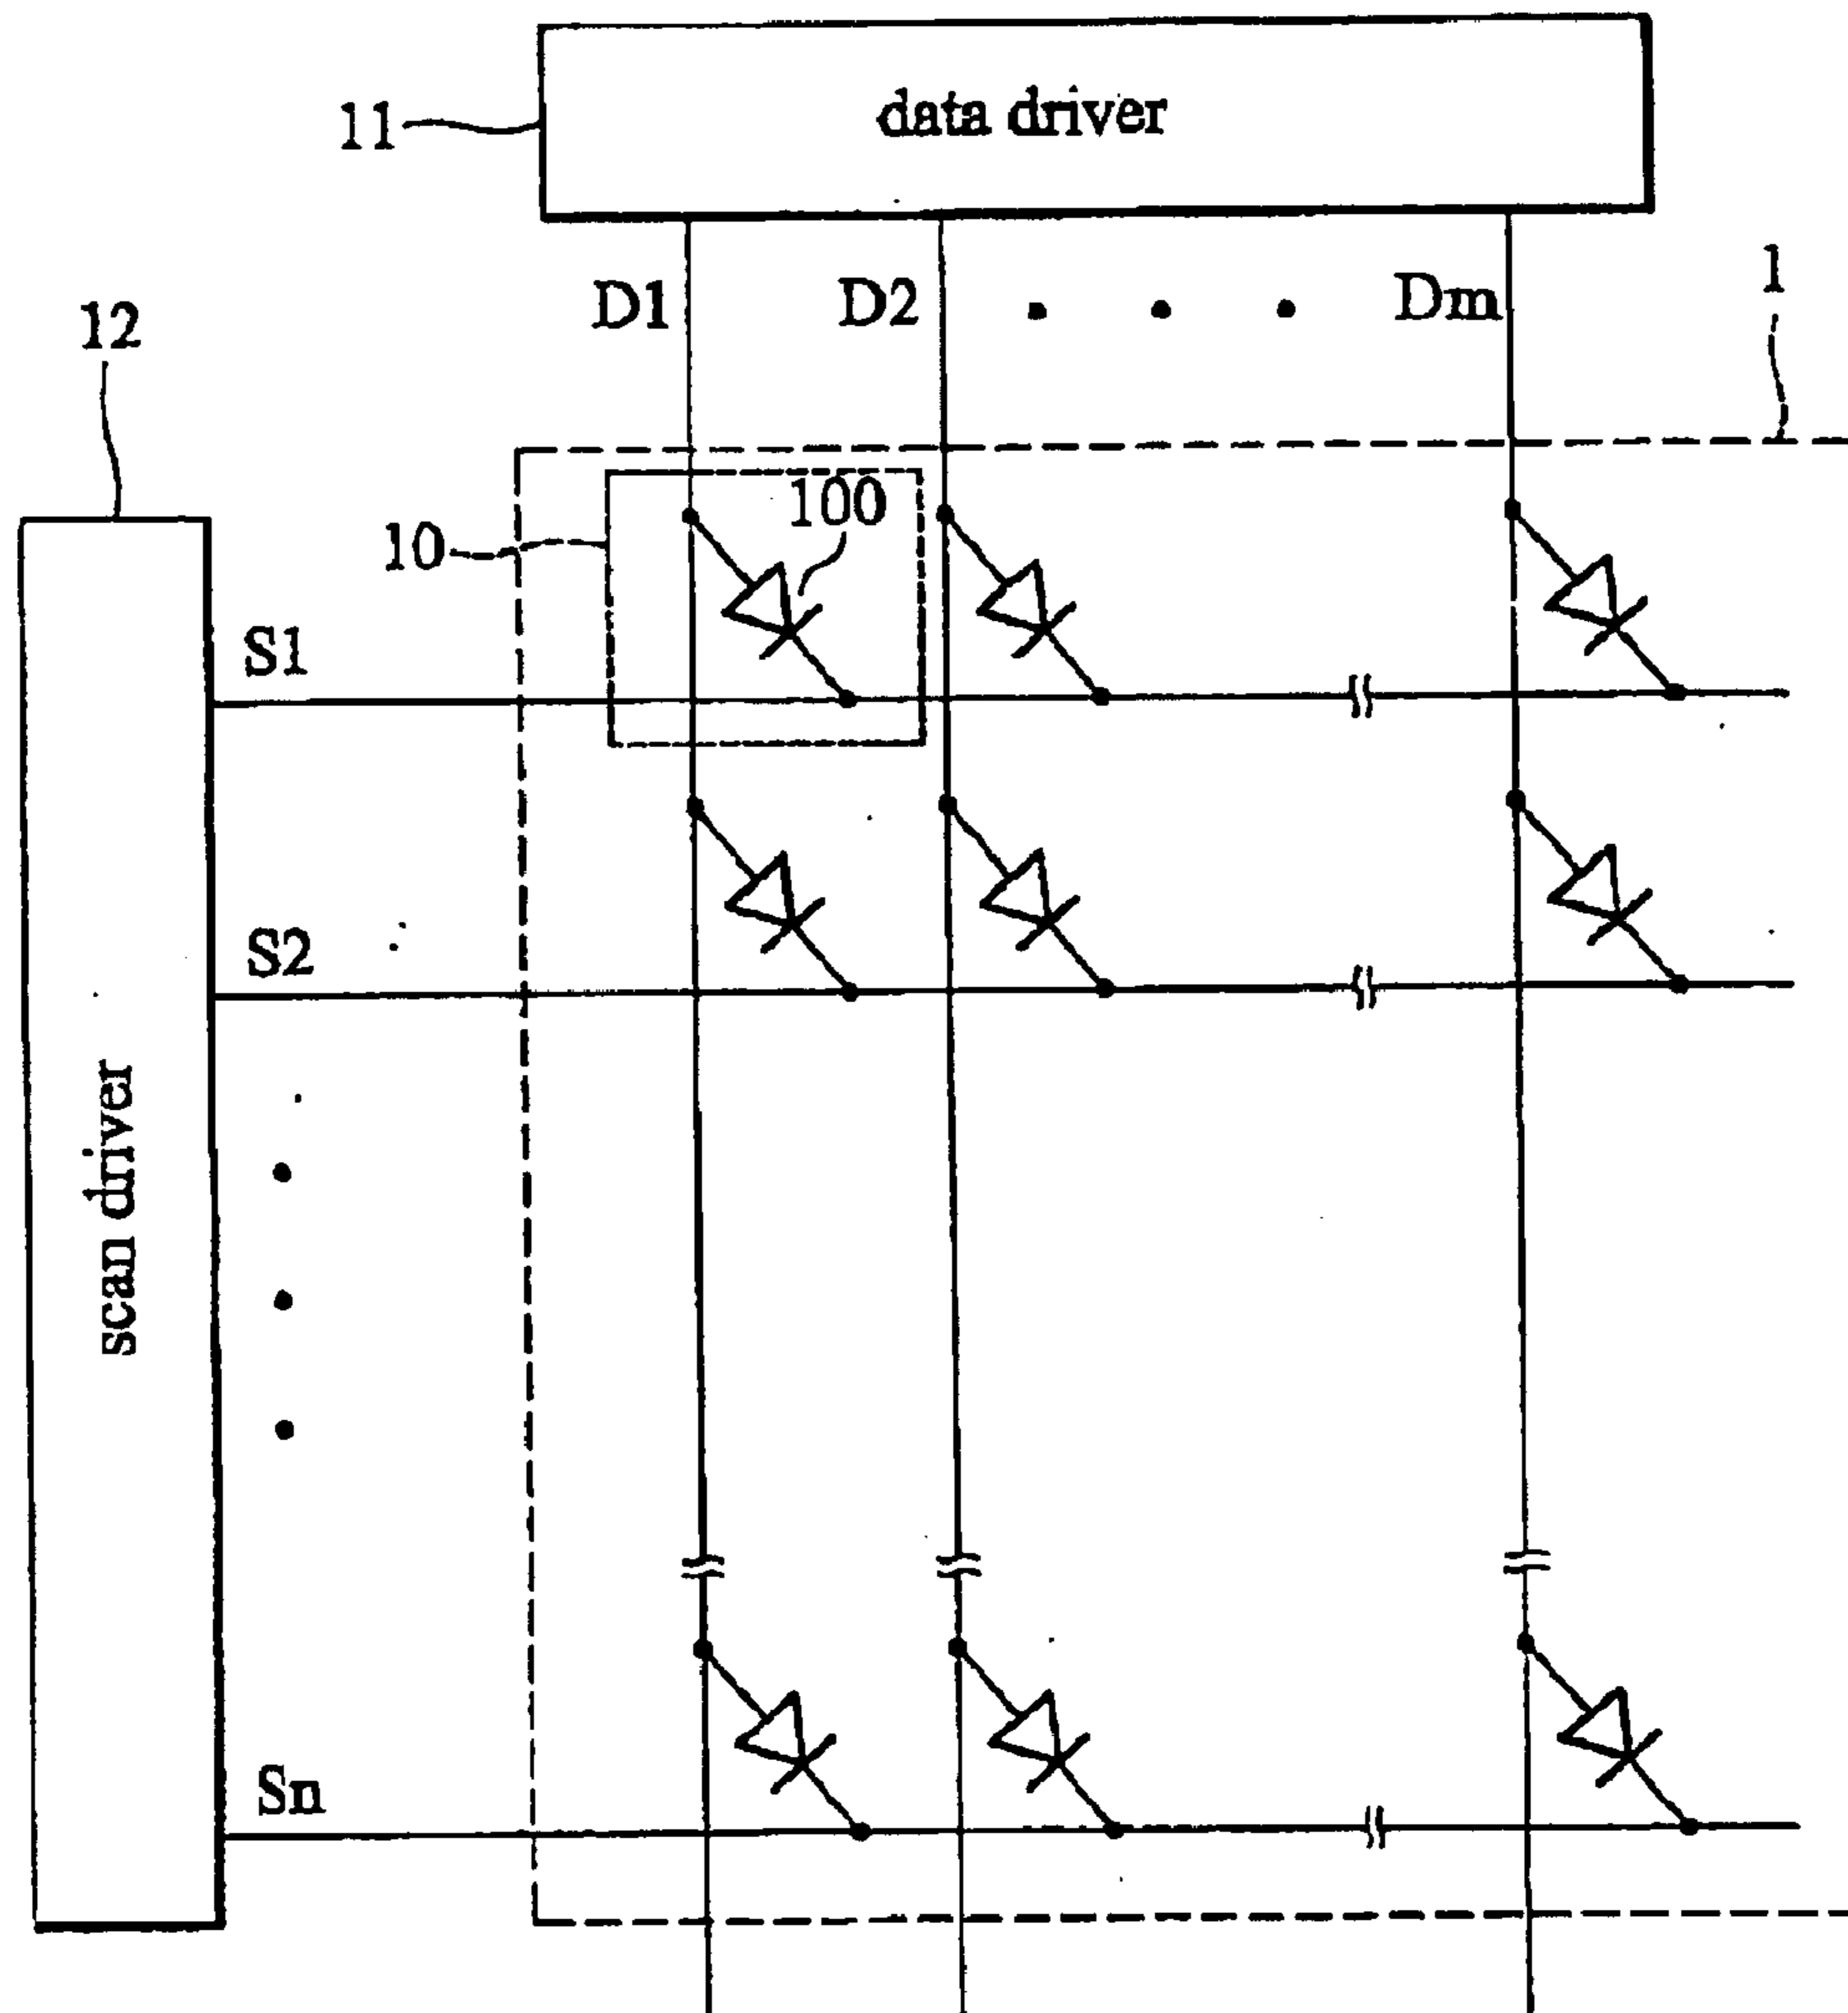 data driver
11
D1 D2 . . . Dm
1
12
100
10
S1
S2
scan driver
Sn